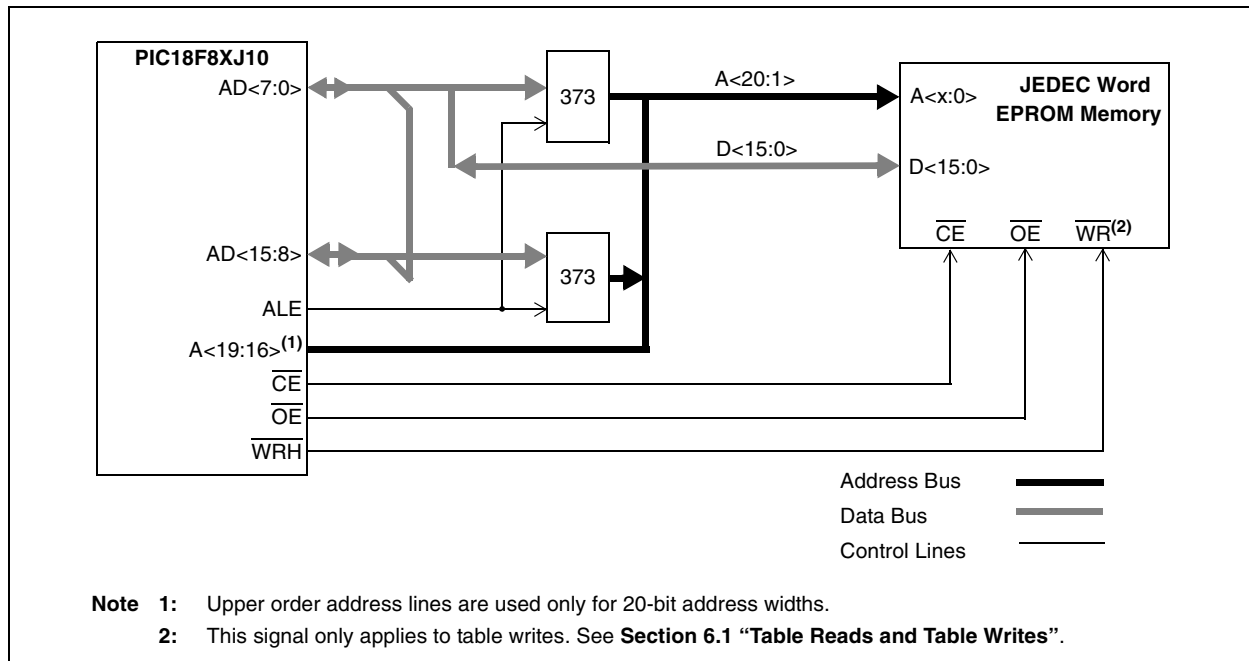 PIC18F8XJ10
AD<7:0>
373
A<20:1>
A<x:0>
JEDEC Word
EPROM Memory
D<15:0>
D<15:0>
CE
OE
WR(2)
AD<15:8>
373
ALE
A<19:16>(1)
CE
OE
WRH
Address Bus
Data Bus
Control Lines
Note 1: Upper order address lines are used only for 20-bit address widths.
2: This signal only applies to table writes. See Section 6.1 “Table Reads and Table Writes”.